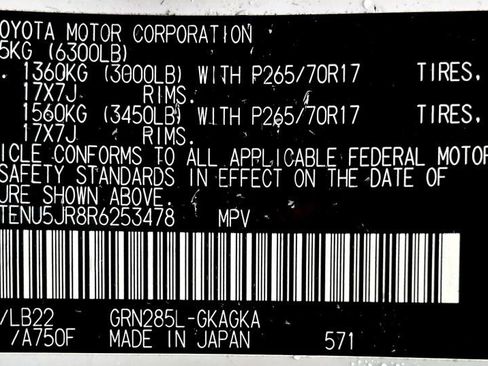 OYOTA MOTOR CORPORATION
5KG (6300LB)
. 1360KG (3000LB) WITH P265/70R17 TIRES,
17X7J RIMS.
1560KG (3450LB) WITH P265/70R17 TIRES,
17X7J RIMS.
ICLE CONFORMS TO ALL APPLICABLE FEDERAL MOTOR
SAFETY STANDARDS IN EFFECT ON THE DATE OF
URE SHOWN ABOVE.
TENU5JR8R6253478 MPV
/LB22 GRN285L-GKAGKA
/A750F MADE IN JAPAN 571